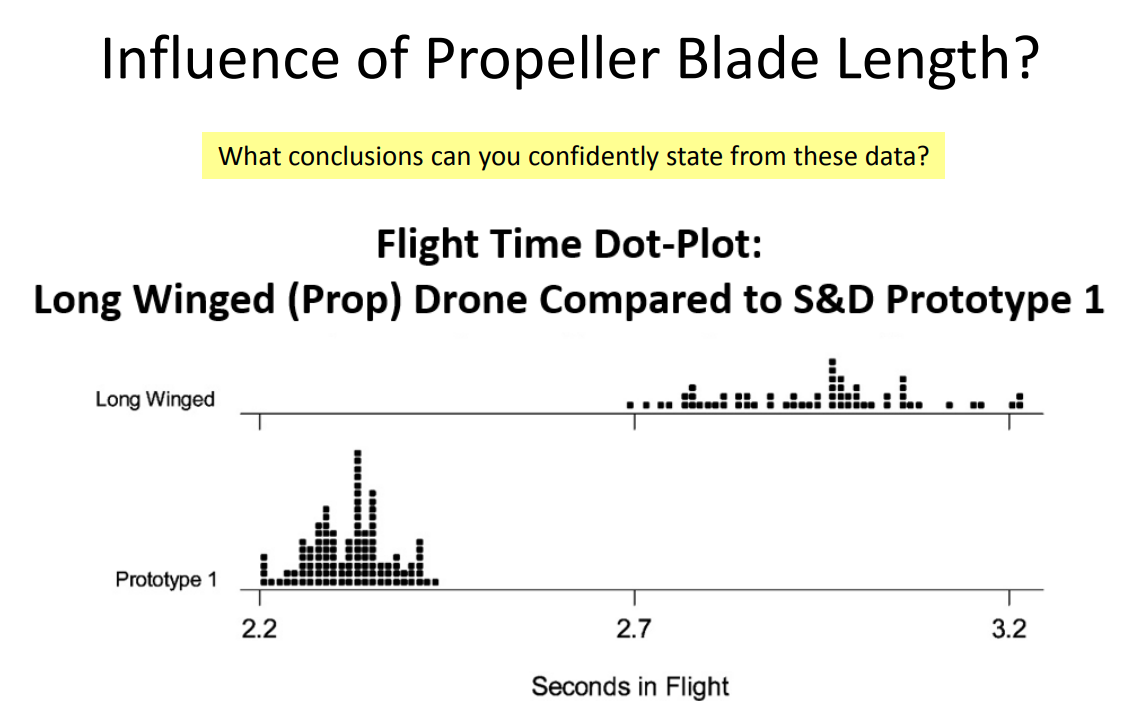 Influence of Propeller Blade Length?
What conclusions can you confidently state from these data?
Flight Time Dot-Plot:
Long Winged (Prop) Drone Compared to S&D Prototype 1
Long Winged
Prototype 1
2.2 2.7 3.2
Seconds in Flight